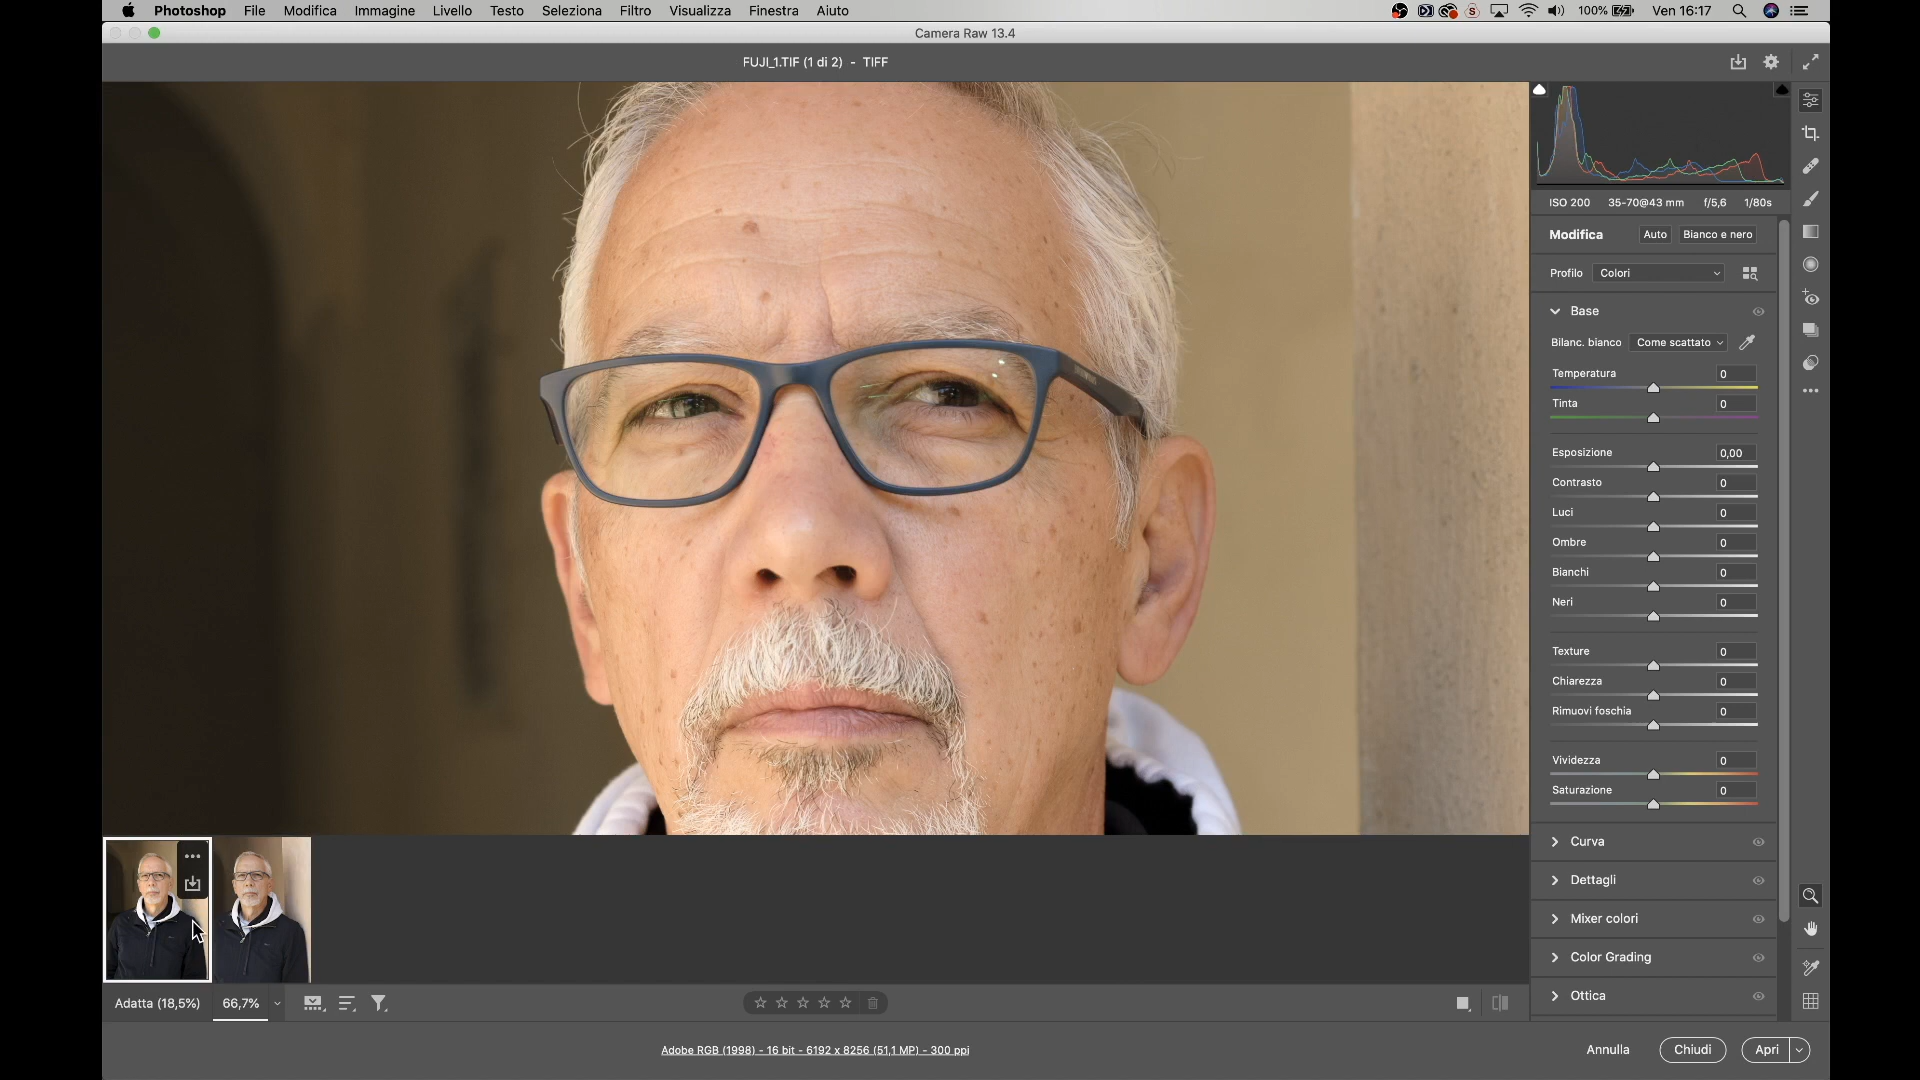 Photoshop File Modifica Immagine Livello Testo Seleziona Filtro Visualizza Finestra Aiuto 100% Ven 16:17
Camera Raw 13.4
FUJI_1.TIF (1 di 2) - TIFF
ISO 200 35-70@43 mm f/5,6 1/80s
Modifica Auto Bianco e nero
Profilo Colori
Base
Bilanc. bianco Come scattato
Temperatura 0
Tinta 0
Esposizione 0,00
Contrasto 0
Luci 0
Ombre 0
Bianchi 0
Neri 0
Texture 0
Chiarezza 0
Rimuovi foschia 0
Vividezza 0
Saturazione 0
Curva
Dettagli
Mixer colori
Color Grading
Ottica
Adatta (18,5%) 66,7%
Adobe RGB (1998) - 16 bit - 6192 x 8256 (51,1 MP) - 300 ppi
Annulla Chiudi Apri